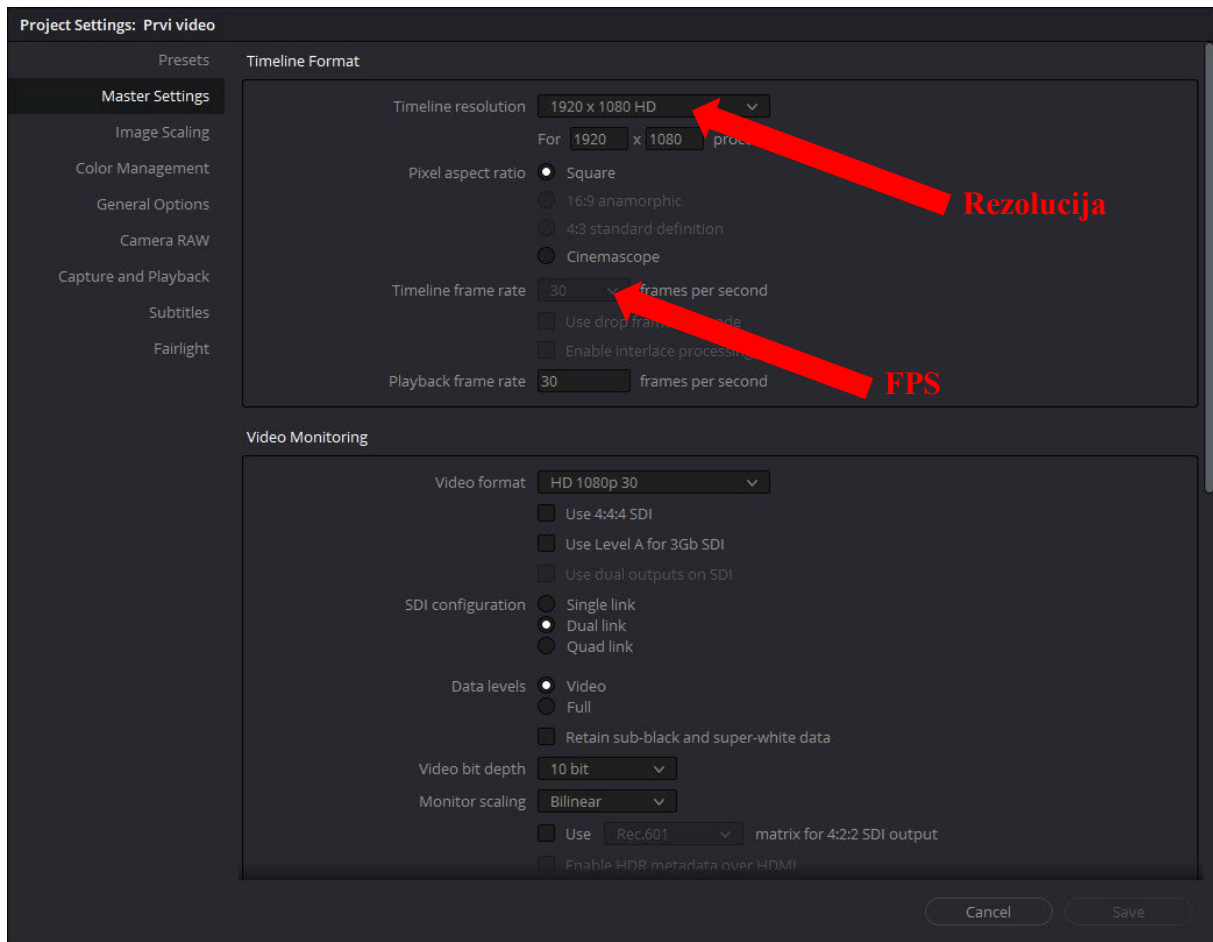 Project Settings: Prvi video
Presets
Master Settings
Image Scaling
Color Management
General Options
Camera RAW
Capture and Playback
Subtitles
Fairlight
Timeline Format
Timeline resolution 1920 x 1080 HD
For 1920 x 1080
Pixel aspect ratio Square
16:9 anamorphic
4:3 standard definition
Cinemascope
Rezolucija
Timeline frame rate 30 frames per second
Use drop
Enable interlace processing
Playback frame rate 30 frames per second
FPS
Video Monitoring
Video format HD 1080p 30
Use 4:4:4 SDI
Use Level A for 3Gb SDI
Use dual outputs on SDI
SDI configuration Single link
Dual link
Quad link
Data levels Video
Full
Retain sub-black and super-white data
Video bit depth 10 bit
Monitor scaling Bilinear
Use Rec.601 matrix for 4:2:2 SDI output
Enable HDR metadata over HDMI
Cancel Save